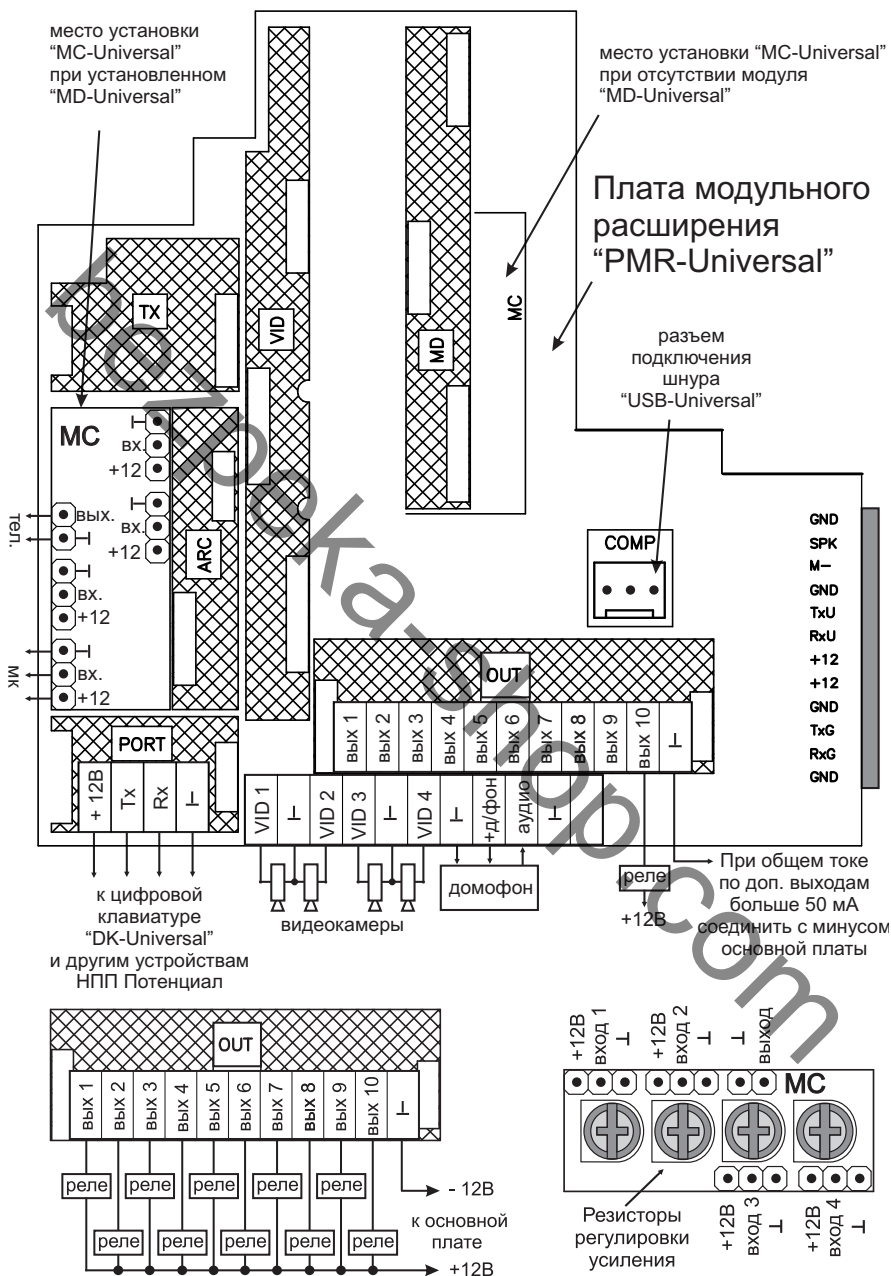 место установки
“MC-Universal”
при установленном
“MD-Universal”
место установки “MC-Universal”
при отсутствии модуля
“MD-Universal”
Плата модульного
расширения
“PMR-Universal”
разъем
подключения
шнура
“USB-Universal”
TX
VID
MD
MC
MC
⊥
вх.
+12
⊥
вх.
+12
вых.
⊥
⊥
вх.
+12
⊥
вх.
+12
тел.
МК
ARC
COMP
GND
SPK
M-
GND
TxU
RxU
+12
+12
GND
TxG
RxG
GND
OUT
вых 1
вых 2
вых 3
вых 4
вых 5
вых 6
вых 7
вых 8
вых 9
вых 10
⊥
PORT
+ 12В
Tx
Rx
⊥
VID 1
⊥
VID 2
VID 3
⊥
VID 4
⊥
+д/фон
аудио
⊥
к цифровой
клавиатуре
“DK-Universal”
и другим устройствам
НПП Потенциал
видеокамеры
домофон
реле
+12В
При общем токе
по доп. выходам
больше 50 мА
соединить с минусом
основной платы
OUT
вых 1
вых 2
вых 3
вых 4
вых 5
вых 6
вых 7
вых 8
вых 9
вых 10
⊥
реле
реле
реле
реле
реле
реле
реле
реле
реле
реле
- 12В
к основной
плате
+12В
+12В
вход 1
⊥
+12В
вход 2
⊥
⊥
выход
MC
+12В
вход 3
⊥
+12В
вход 4
⊥
Резисторы
регулировки
усиления
bezpeka-shop.com